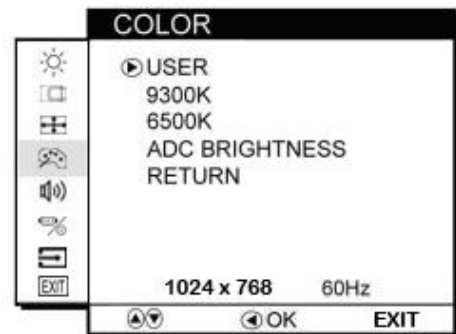 COLOR
USER
9300K
6500K
ADC BRIGHTNESS
RETURN
EXIT
1024 x 768 60Hz
OK EXIT